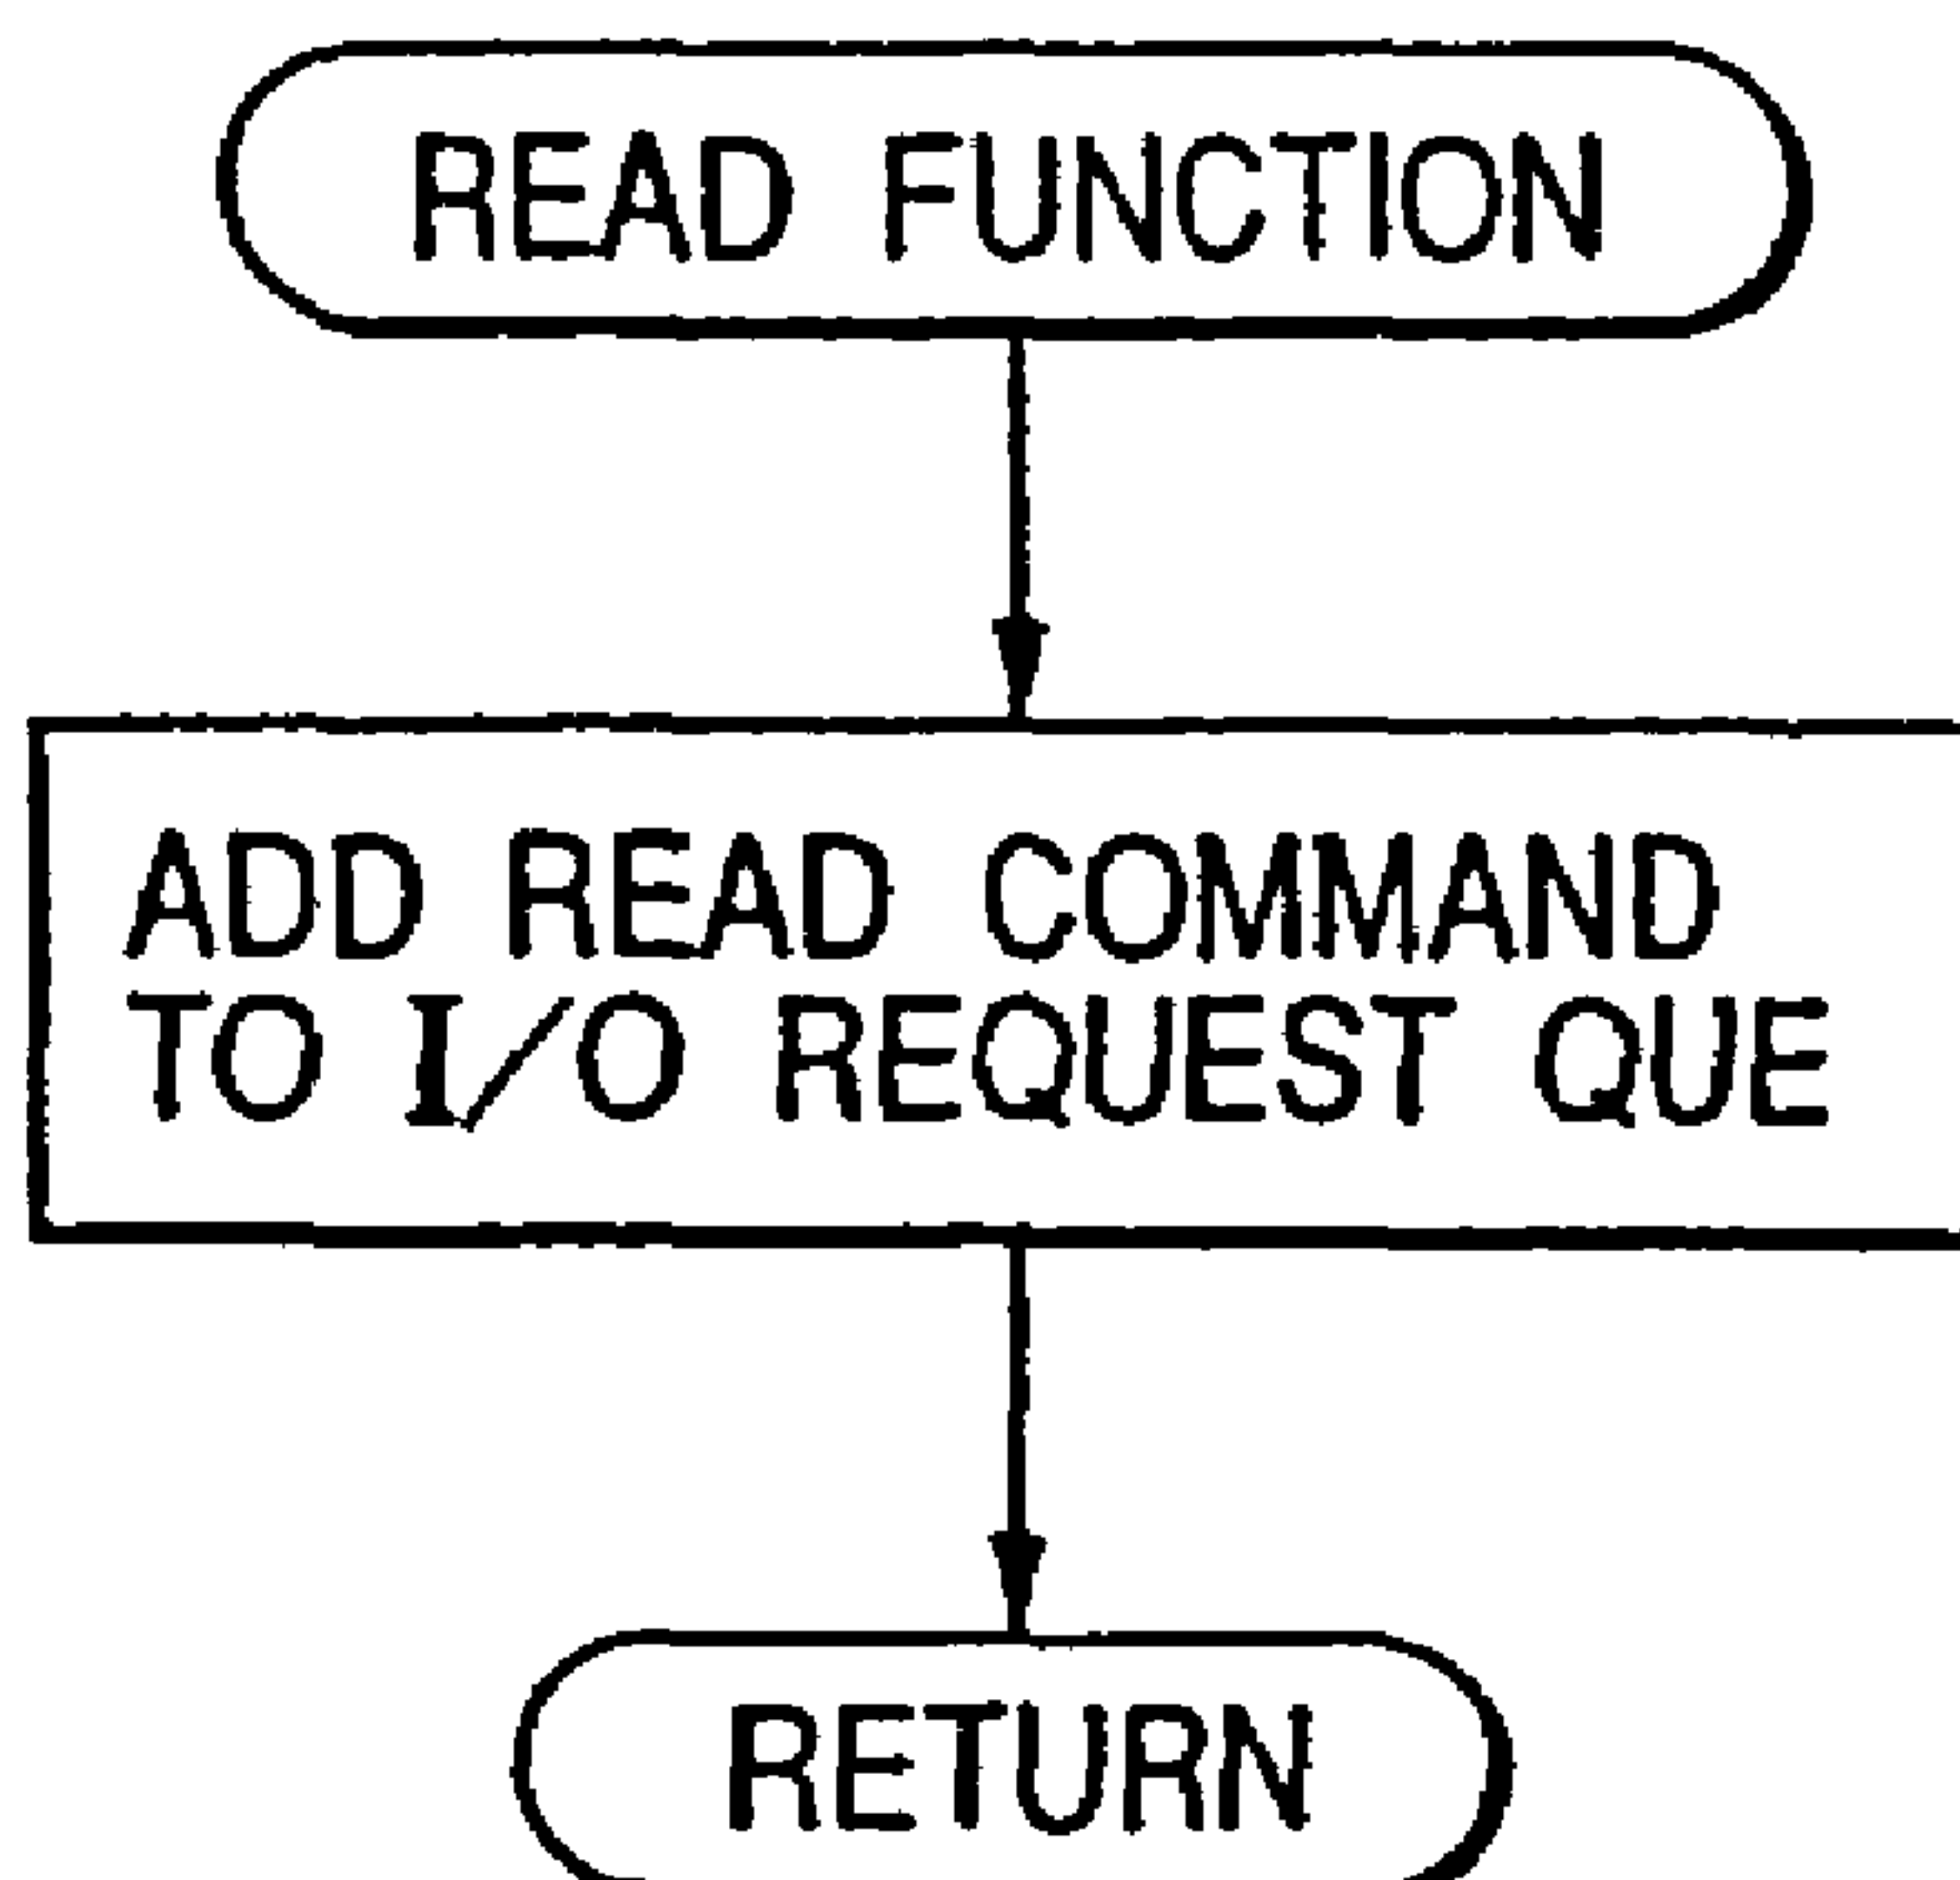 READ FUNCTION
ADD READ COMMAND
TO I/O REQUEST QUE
RETURN